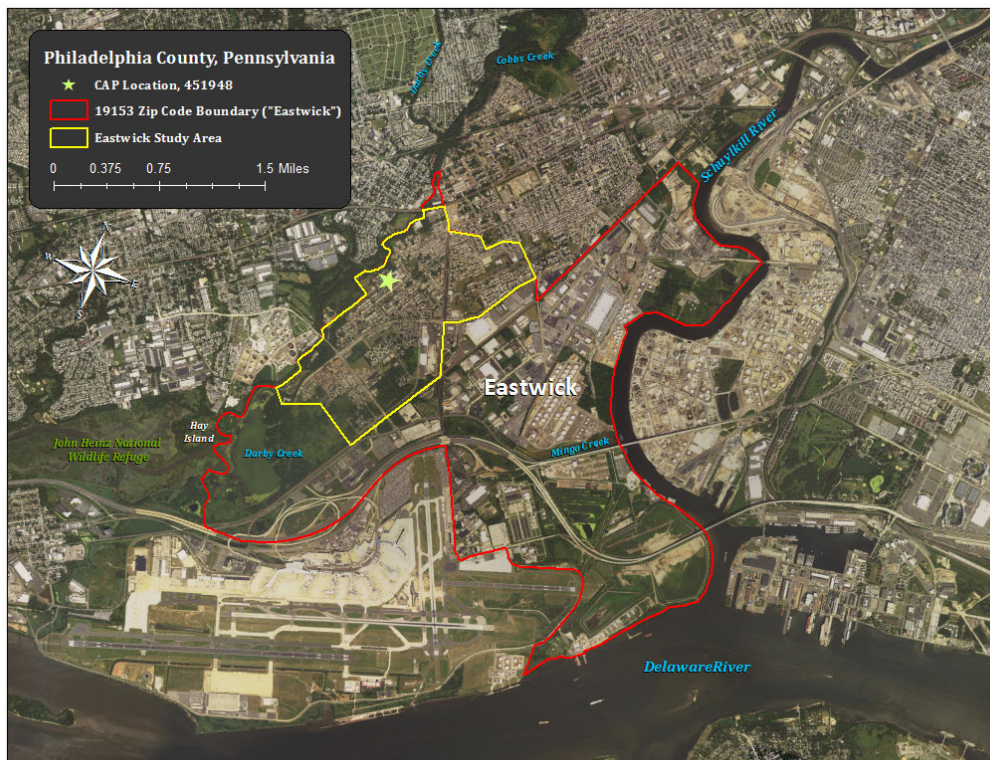 Philadelphia County, Pennsylvania
CAP Location, 451948
19153 Zip Code Boundary ("Eastwick")
Eastwick Study Area
0 0.375 0.75 1.5 Miles
Darby Creek
Cobbs Creek
Schuylkill River
N
W
E
S
Eastwick
Hay
Island
John Heinz National
Wildlife Refuge
Darby Creek
Mingo Creek
DelawareRiver